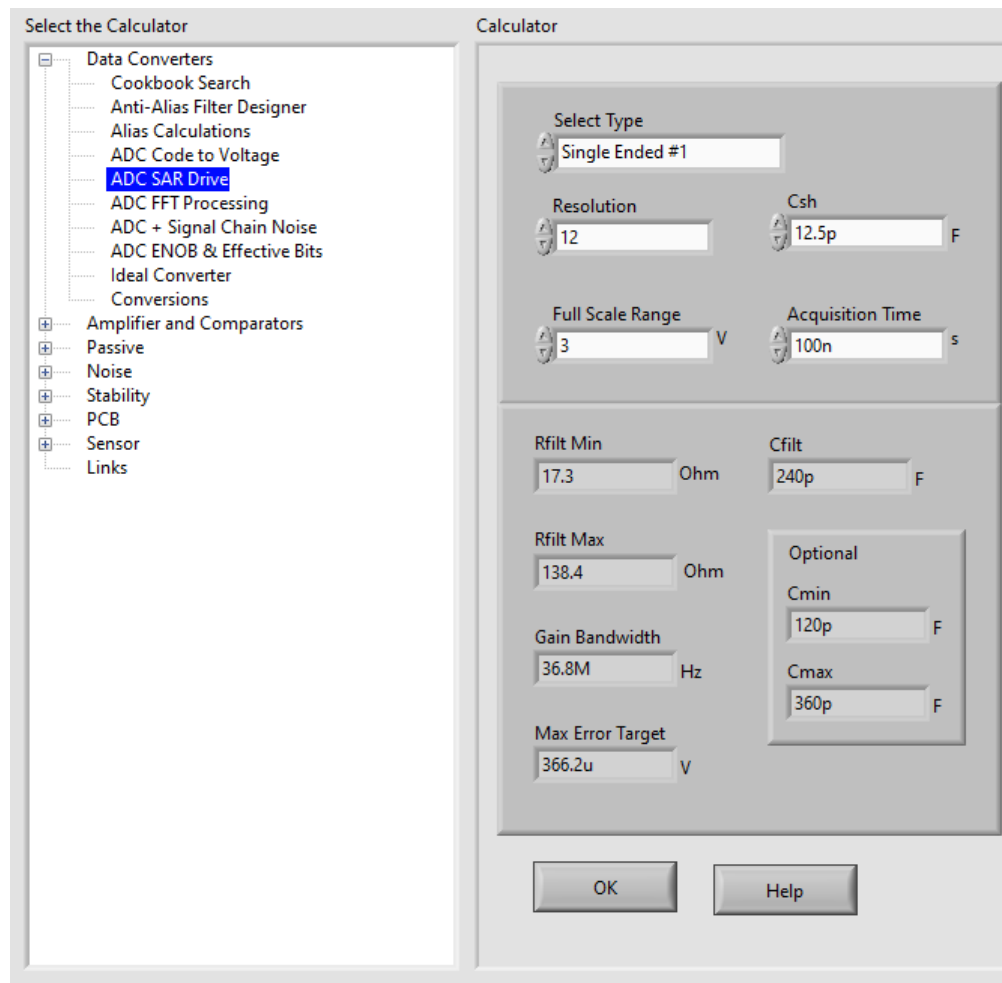 Select the Calculator
Data Converters
Cookbook Search
Anti-Alias Filter Designer
Alias Calculations
ADC Code to Voltage
ADC SAR Drive
ADC FFT Processing
ADC + Signal Chain Noise
ADC ENOB & Effective Bits
Ideal Converter
Conversions
Amplifier and Comparators
Passive
Noise
Stability
PCB
Sensor
Links
Calculator
Select Type
Single Ended #1
Resolution
12
Csh
12.5p F
Full Scale Range
3 V
Acquisition Time
100n s
Rfilt Min
17.3 Ohm
Cfilt
240p F
Rfilt Max
138.4 Ohm
Gain Bandwidth
36.8M Hz
Max Error Target
366.2u V
Optional
Cmin
120p F
Cmax
360p F
OK
Help